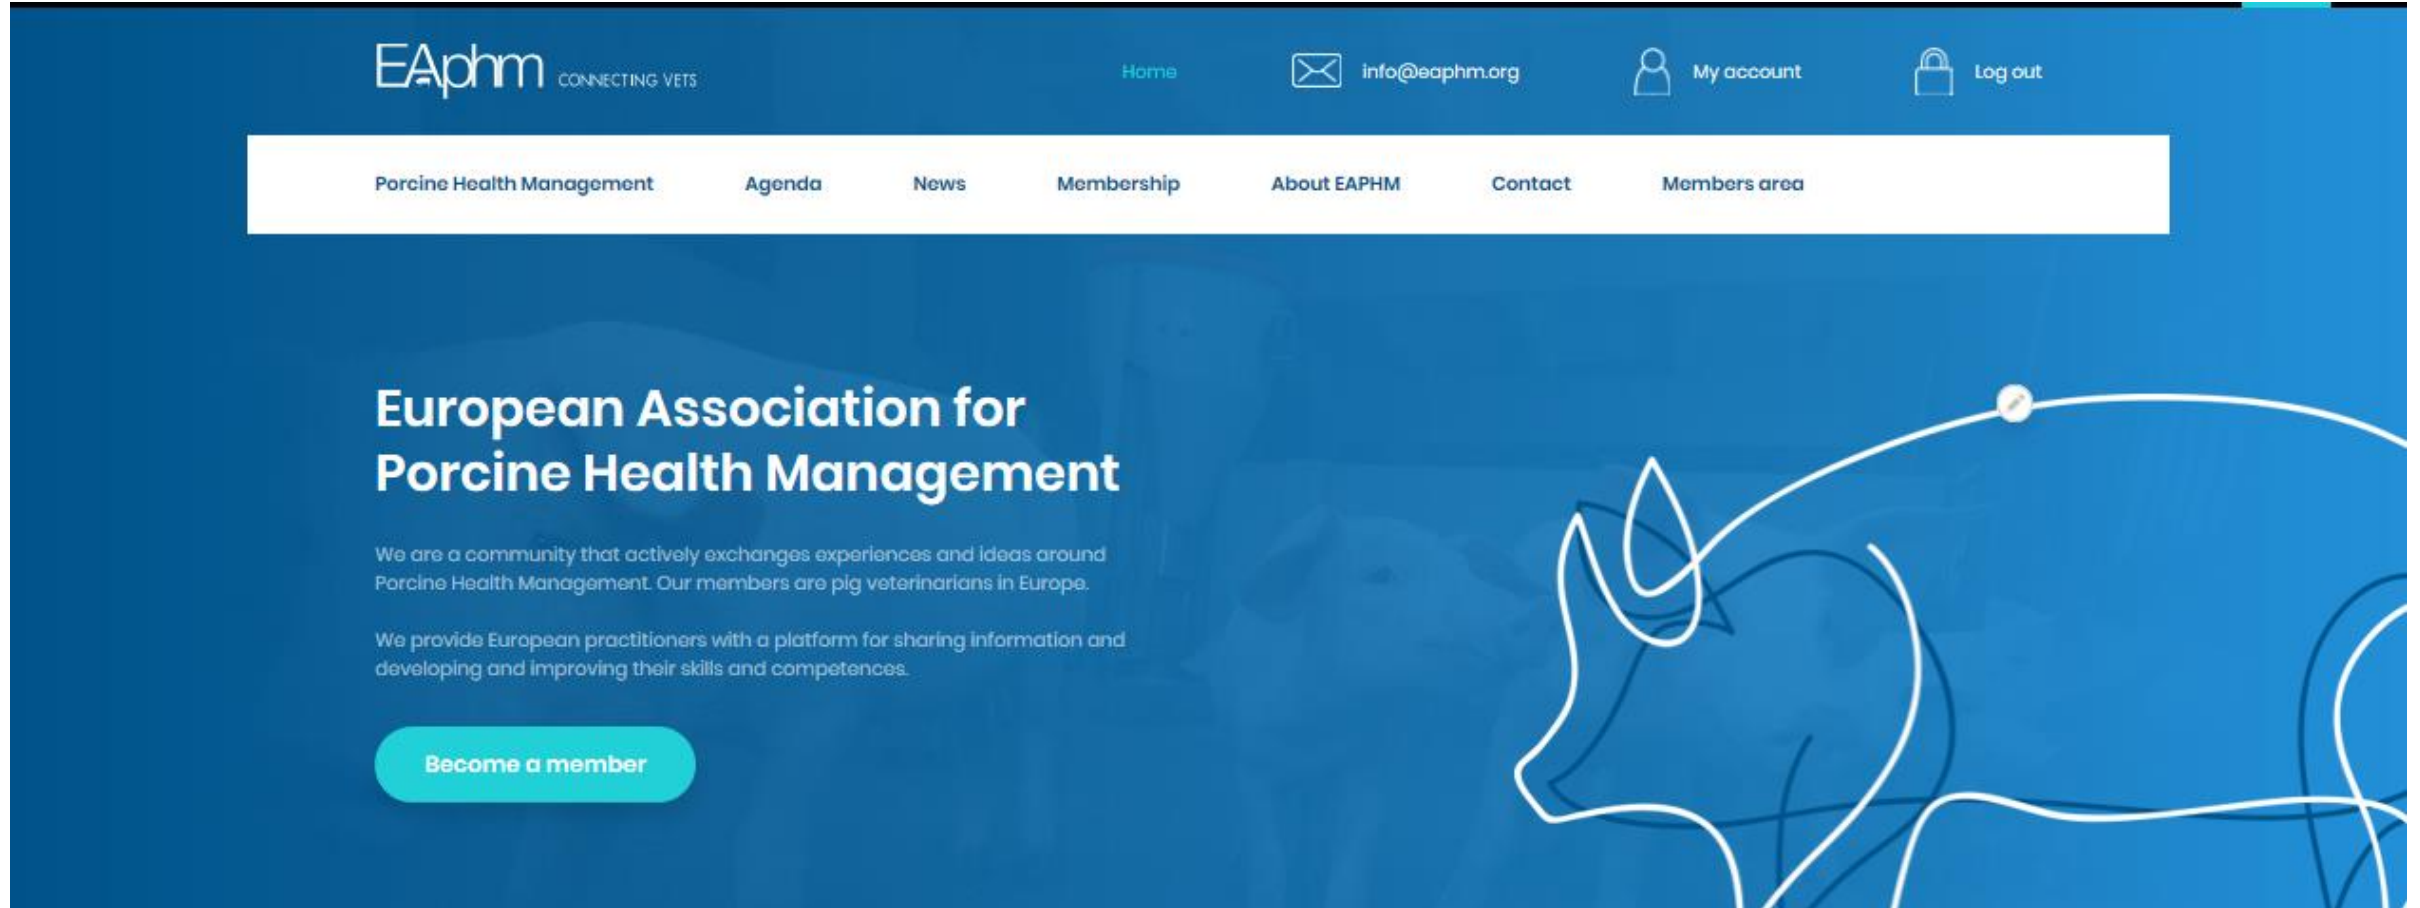 EAphm CONNECTING VETS
Home
info@eaphm.org
My account
Log out
Porcine Health Management
Agenda
News
Membership
About EAPHM
Contact
Members area
European Association for
Porcine Health Management
We are a community that actively exchanges experiences and ideas around
Porcine Health Management. Our members are pig veterinarians in Europe.
We provide European practitioners with a platform for sharing information and
developing and improving their skills and competences.
Become a member